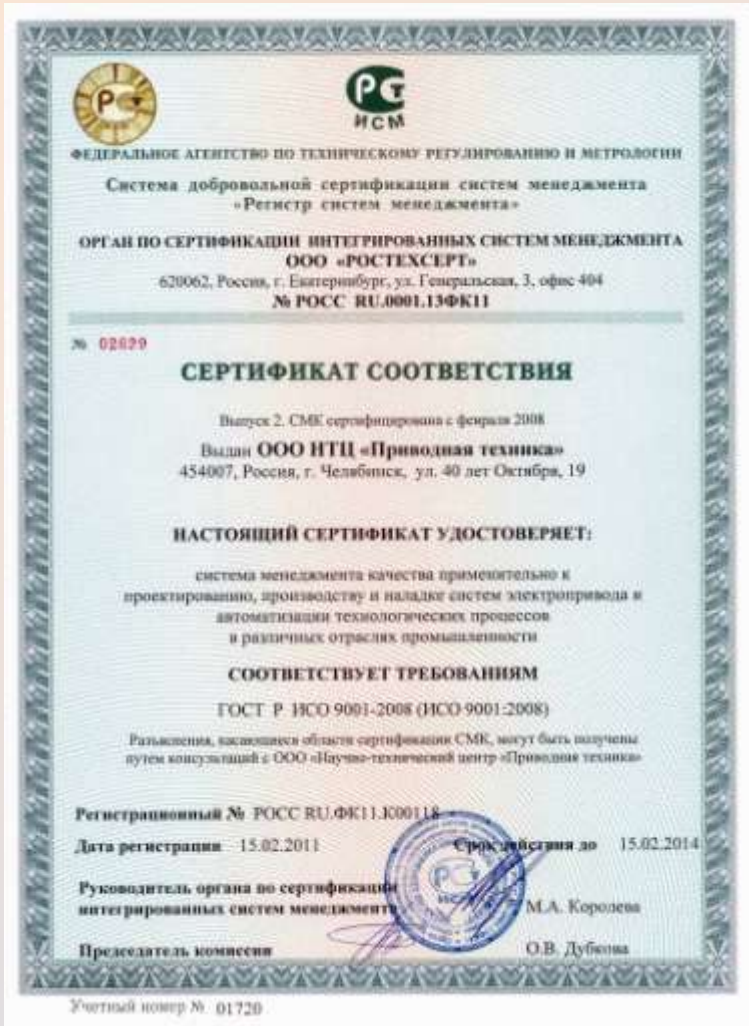 РСТ
РСТ
ИСМ
ФЕДЕРАЛЬНОЕ АГЕНТСТВО ПО ТЕХНИЧЕСКОМУ РЕГУЛИРОВАНИЮ И МЕТРОЛОГИИ
Система добровольной сертификации систем менеджмента
«Регистр систем менеджмента»
ОРГАН ПО СЕРТИФИКАЦИИ ИНТЕГРИРОВАННЫХ СИСТЕМ МЕНЕДЖМЕНТА
ООО «РОСТЕХСЕРТ»
620062, Россия, г. Екатеринбург, ул. Генеральская, 3, офис 404
№ РОСС RU.0001.13ФК11
№ 02629
СЕРТИФИКАТ СООТВЕТСТВИЯ
Выпуск 2. СМК сертифицирована с февраля 2008
Выдан ООО НТЦ «Приводная техника»
454007, Россия, г. Челябинск, ул. 40 лет Октября, 19
НАСТОЯЩИЙ СЕРТИФИКАТ УДОСТОВЕРЯЕТ:
система менеджмента качества применительно к
проектированию, производству и наладке систем электропривода и
автоматизации технологических процессов
в различных отраслях промышленности
СООТВЕТСТВУЕТ ТРЕБОВАНИЯМ
ГОСТ Р ИСО 9001-2008 (ИСО 9001:2008)
Разъяснения, касающиеся области сертификации СМК, могут быть получены
путем консультаций с ООО «Научно-технический центр «Приводная техника»
Регистрационный № РОСС RU.ФК11.К00118
Дата регистрации 15.02.2011 Срок действия до 15.02.2014
Руководитель органа по сертификации
интегрированных систем менеджмента М.А. Королева
Председатель комиссии О.В. Дубкова
Учетный номер № 01720